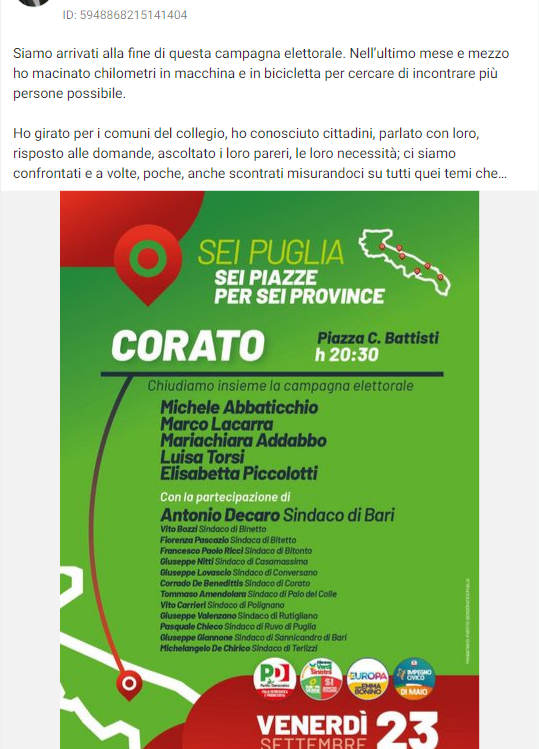 ID: 5948868215141404
Siamo arrivati alla fine di questa campagna elettorale. Nell'ultimo mese e mezzo
ho macinato chilometri in macchina e in bicicletta per cercare di incontrare più
persone possibile.
Ho girato per i comuni del collegio, ho conosciuto cittadini, parlato con loro,
risposto alle domande, ascoltato i loro pareri, le loro necessità; ci siamo
confrontati e a volte, poche, anche scontrati misurandoci su tutti quei temi che...
SEI PUGLIA
SEI PIAZZE
PER SEI PROVINCE
CORATO
Piazza C. Battisti
h 20:30
Chiudiamo insieme la campagna elettorale
Michele Abbaticchio
Marco Lacarra
Mariachiara Addabbo
Luisa Torsi
Elisabetta Piccolotti
Con la partecipazione di
Antonio Decaro Sindaco di Bari
Vito Bozzi Sindaco di Binetto
Fiorenza Pascazio Sindaca di Bitetto
Francesco Paolo Ricci Sindaco di Bitonto
Giuseppe Nitti Sindaco di Casamassima
Giuseppe Lovascio Sindaco di Conversano
Corrado De Benedittis Sindaco di Corato
Tommaso Amendolara Sindaco di Palo del Colle
Vito Carrieri Sindaco di Polignano
Giuseppe Valenzano Sindaco di Rutigliano
Pasquale Chieco Sindaco di Ruvo di Puglia
Giuseppe Giannone Sindaco di Sannicandro di Bari
Michelangelo De Chirico Sindaco di Terlizzi
PD
Partito Democratico
Alleanza
Verdi
Sinistra
+EUROPA
EMMA
BONINO
IMPEGNO
CIVICO
DI MAIO
VENERDÌ
SETTEMBRE
23